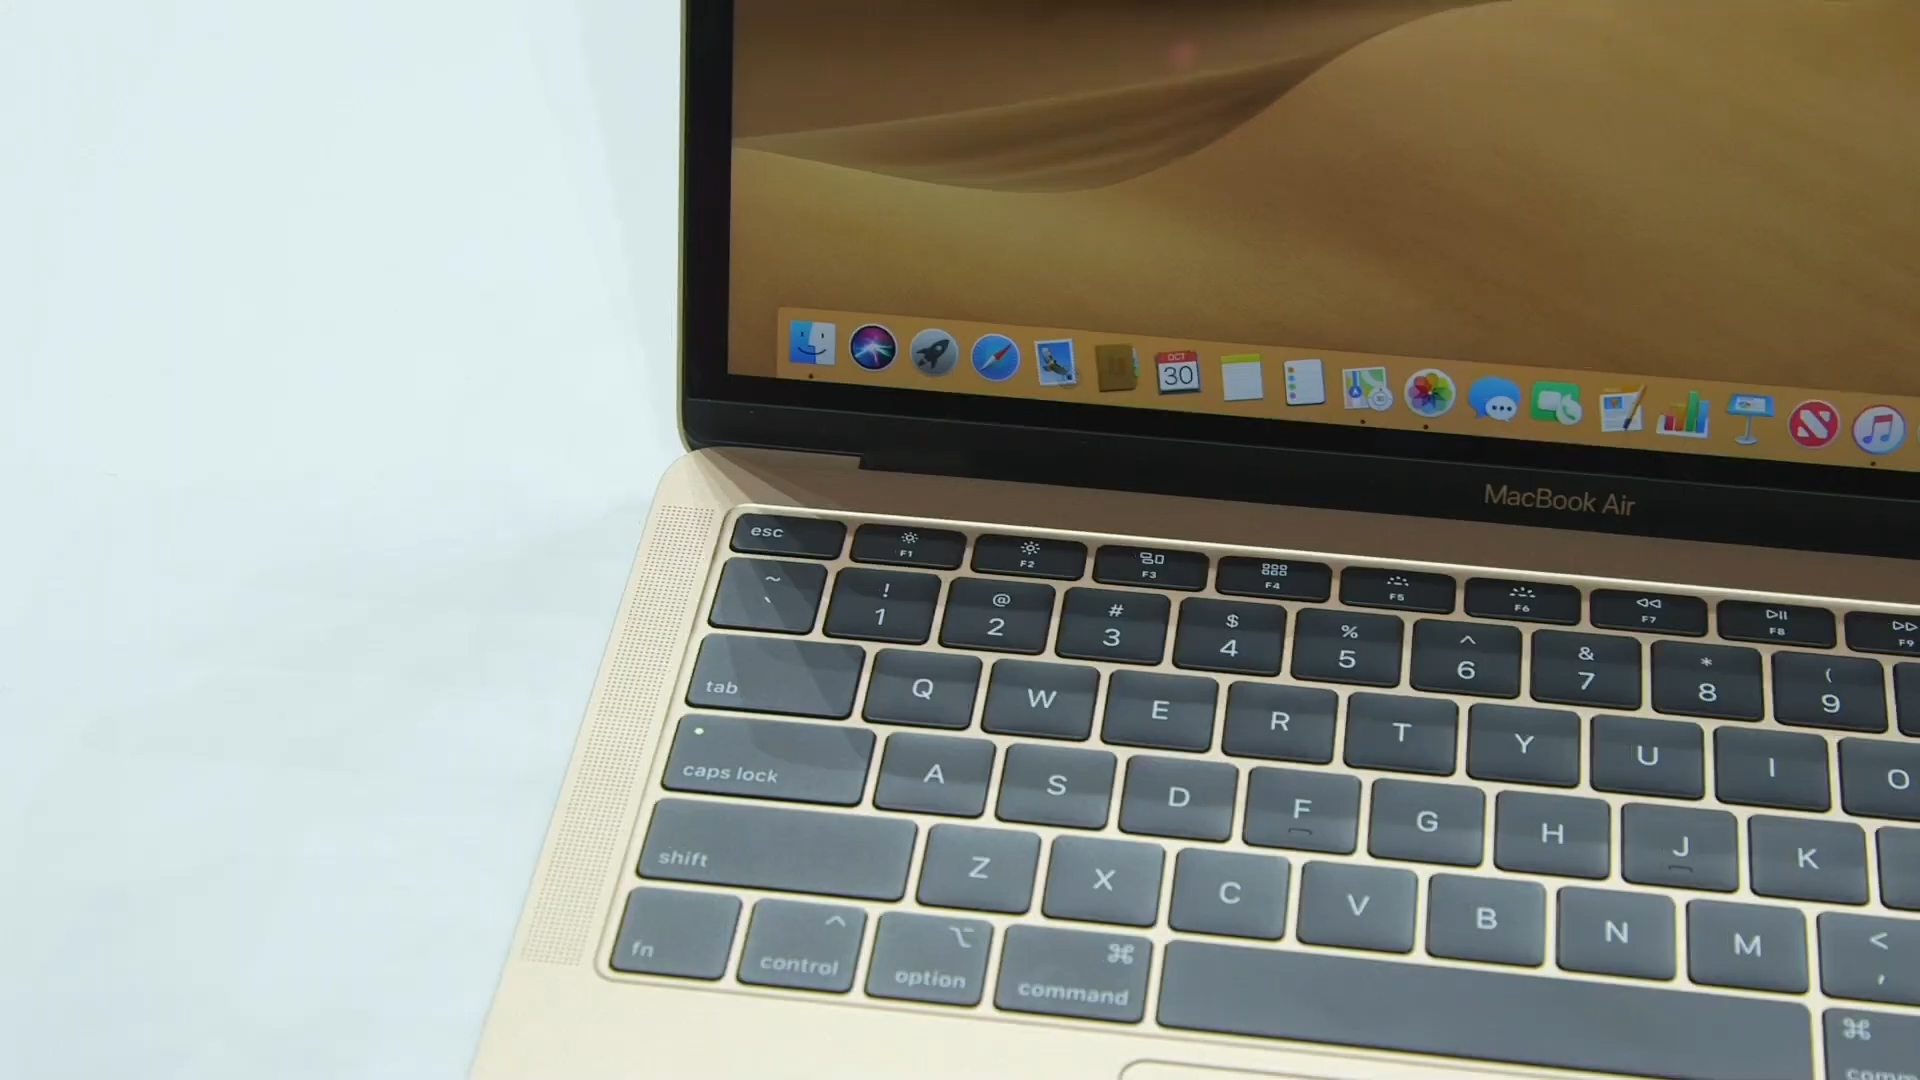 OCT
30
MacBook Air
esc F1 F2 F3 F4 F5 F6 F7 F8 F9
~ ! @ # $ % ^ & * (
` 1 2 3 4 5 6 7 8 9
tab Q W E R T Y U I O
caps lock A S D F G H J K
shift Z X C V B N M < ,
fn control ^ option ⌥ command ⌘ ⌘